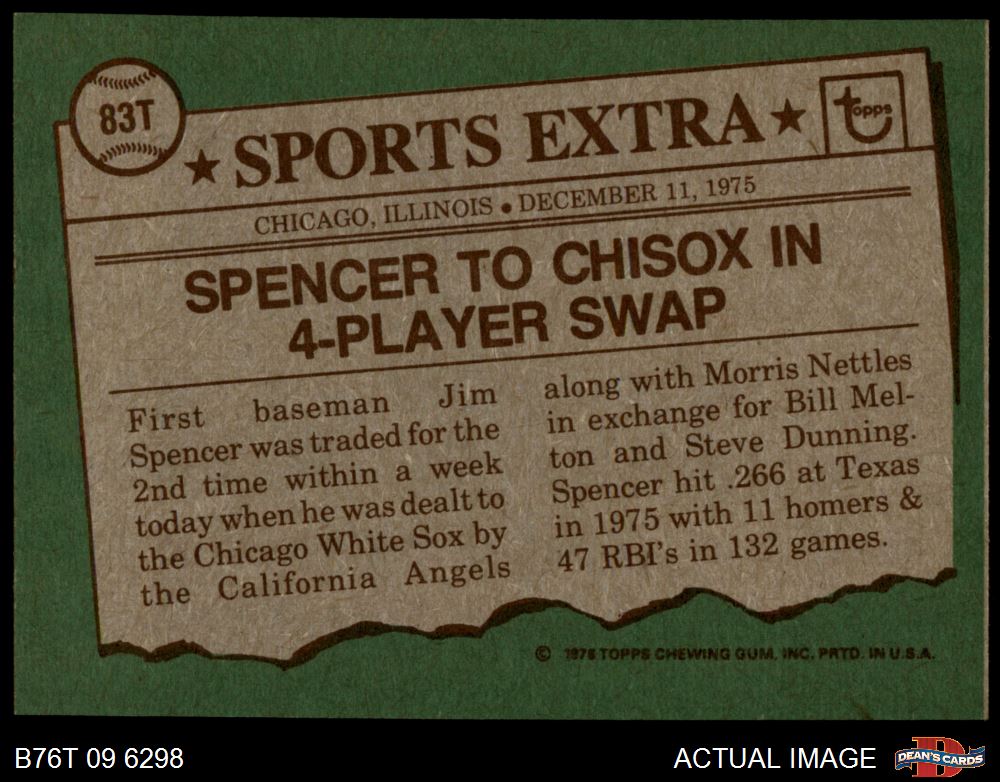 83T
★ SPORTS EXTRA ★
topps
CHICAGO, ILLINOIS • DECEMBER 11, 1975
SPENCER TO CHISOX IN
4-PLAYER SWAP
First baseman Jim
Spencer was traded for the
2nd time within a week
today when he was dealt to
the Chicago White Sox by
the California Angels
along with Morris Nettles
in exchange for Bill Mel-
ton and Steve Dunning.
Spencer hit .266 at Texas
in 1975 with 11 homers &
47 RBI's in 132 games.
© 1976 TOPPS CHEWING GUM, INC. PRTD. IN U.S.A.
B76T 09 6298
ACTUAL IMAGE
D
DEAN'S CARDS